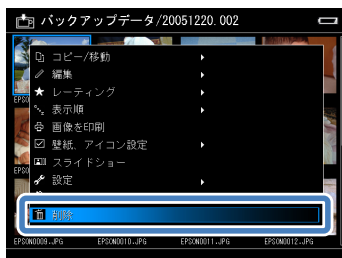 バックアップデータ/20051220.002
コピー/移動
編集
レーティング
表示順
画像を印刷
壁紙、アイコン設定
スライドショー
設定
削除
EPSON0009.JPG EPSON0010.JPG EPSON0011.JPG EPSON0012.JPG